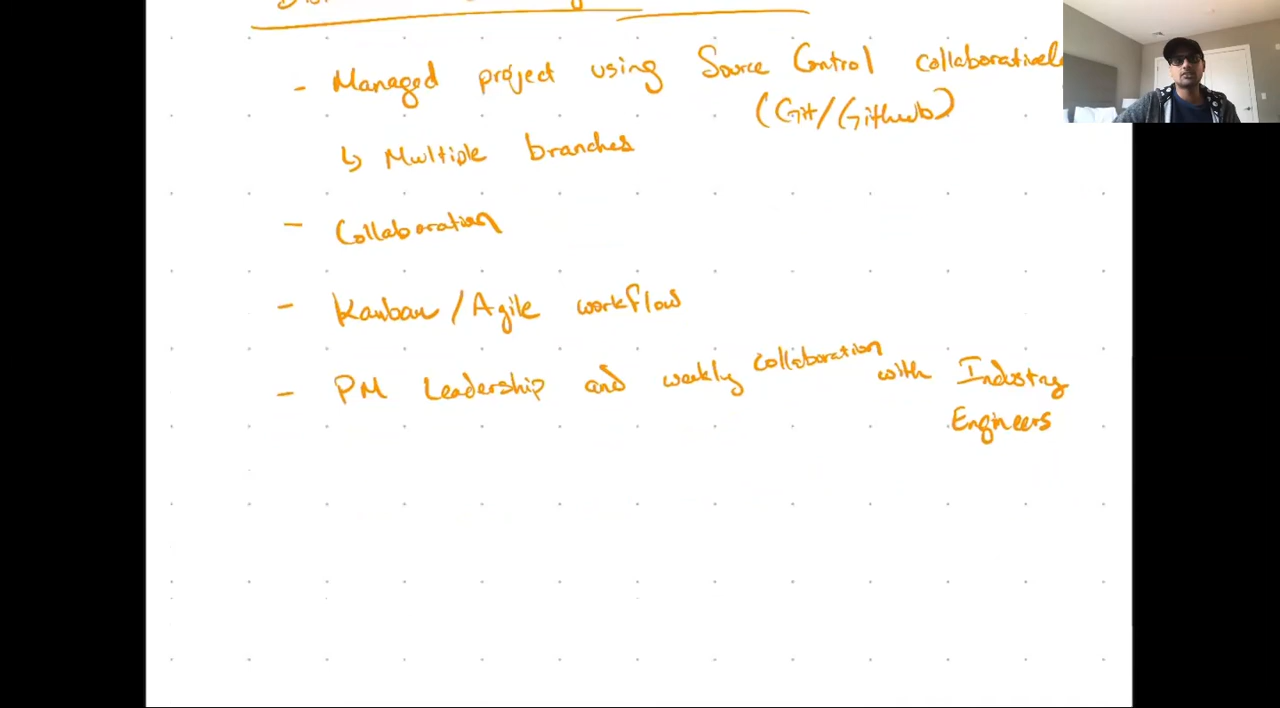 - Managed project using Source Control collaboratively
(Git/Github)
↳ Multiple branches
- Collaboration
- Kanban/Agile workflow
- PM Leadership and weekly collaboration with Industry
Engineers